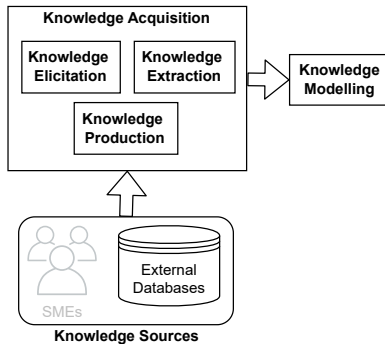 Knowledge Acquisition
Knowledge
Elicitation
Knowledge
Extraction
Knowledge
Production
Knowledge
Modelling
External
Databases
SMEs
Knowledge Sources